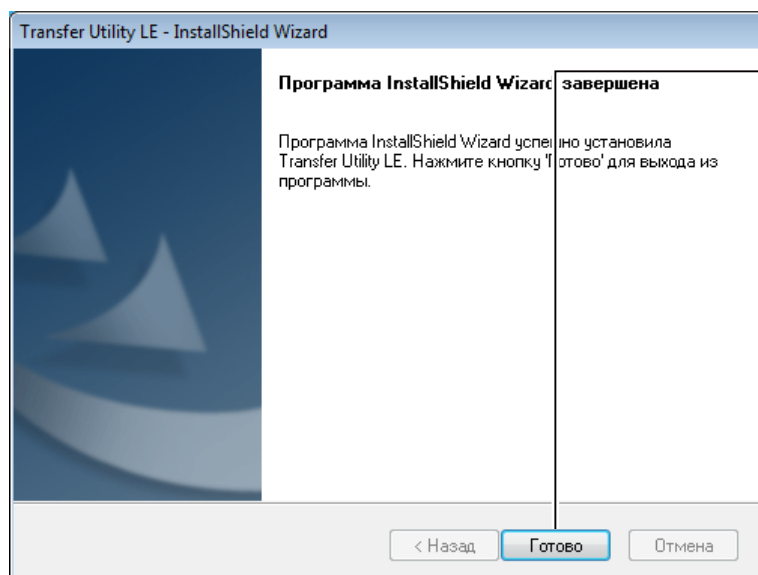 Transfer Utility LE - InstallShield Wizard
Программа InstallShield Wizard завершена
Программа InstallShield Wizard успешно установила
Transfer Utility LE. Нажмите кнопку 'Готово' для выхода из
программы.
< Назад
Готово
Отмена